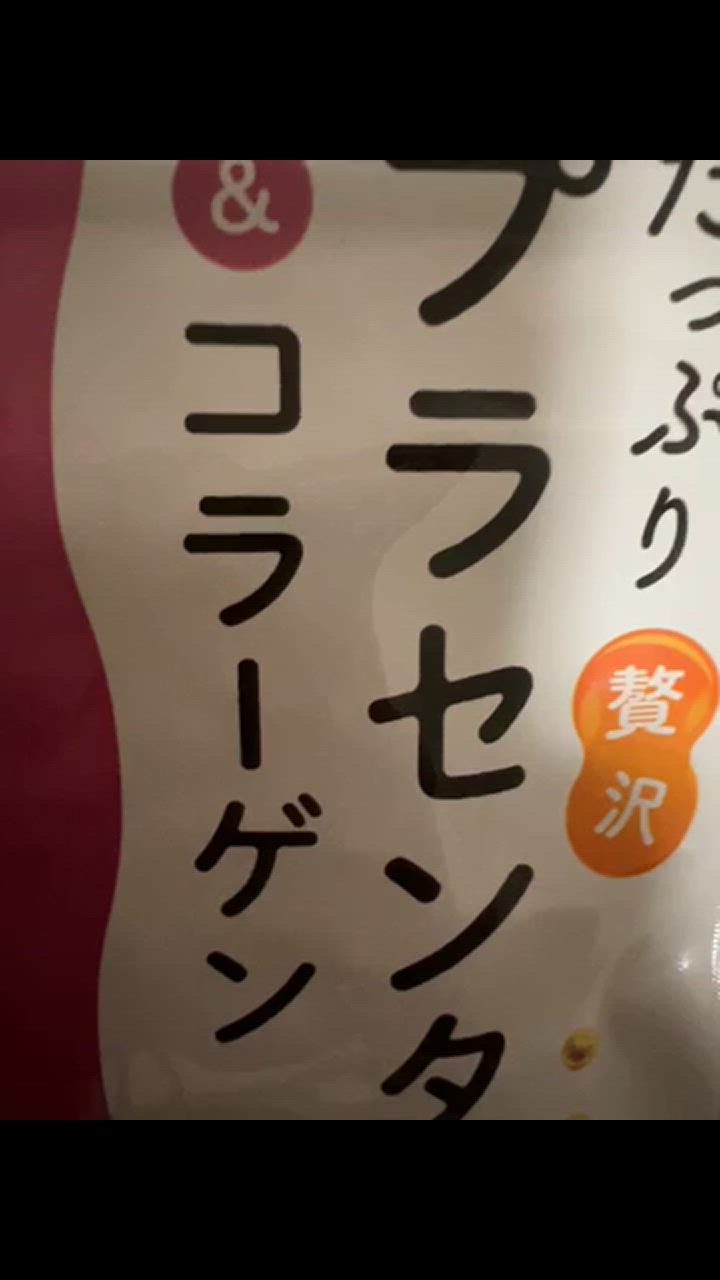 たっぷり
贅沢
プラセンタ
&
コラーゲン